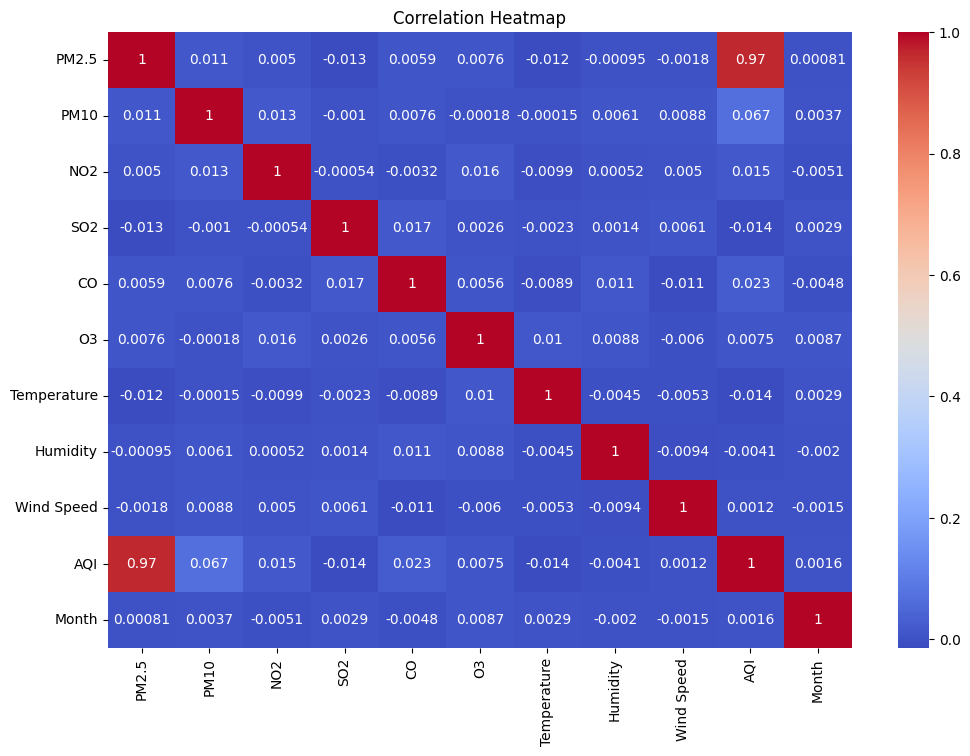 Correlation Heatmap
PM2.5 1 0.011 0.005 -0.013 0.0059 0.0076 -0.012 -0.00095 -0.0018 0.97 0.00081
PM10 0.011 1 0.013 -0.001 0.0076 -0.00018 -0.00015 0.0061 0.0088 0.067 0.0037
NO2 0.005 0.013 1 -0.00054 -0.0032 0.016 -0.0099 0.00052 0.005 0.015 -0.0051
SO2 -0.013 -0.001 -0.00054 1 0.017 0.0026 -0.0023 0.0014 0.0061 -0.014 0.0029
CO 0.0059 0.0076 -0.0032 0.017 1 0.0056 -0.0089 0.011 -0.011 0.023 -0.0048
O3 0.0076 -0.00018 0.016 0.0026 0.0056 1 0.01 0.0088 -0.006 0.0075 0.0087
Temperature -0.012 -0.00015 -0.0099 -0.0023 -0.0089 0.01 1 -0.0045 -0.0053 -0.014 0.0029
Humidity -0.00095 0.0061 0.00052 0.0014 0.011 0.0088 -0.0045 1 -0.0094 -0.0041 -0.002
Wind Speed -0.0018 0.0088 0.005 0.0061 -0.011 -0.006 -0.0053 -0.0094 1 0.0012 -0.0015
AQI 0.97 0.067 0.015 -0.014 0.023 0.0075 -0.014 -0.0041 0.0012 1 0.0016
Month 0.00081 0.0037 -0.0051 0.0029 -0.0048 0.0087 0.0029 -0.002 -0.0015 0.0016 1
PM2.5 PM10 NO2 SO2 CO O3 Temperature Humidity Wind Speed AQI Month
1.0
0.8
0.6
0.4
0.2
0.0